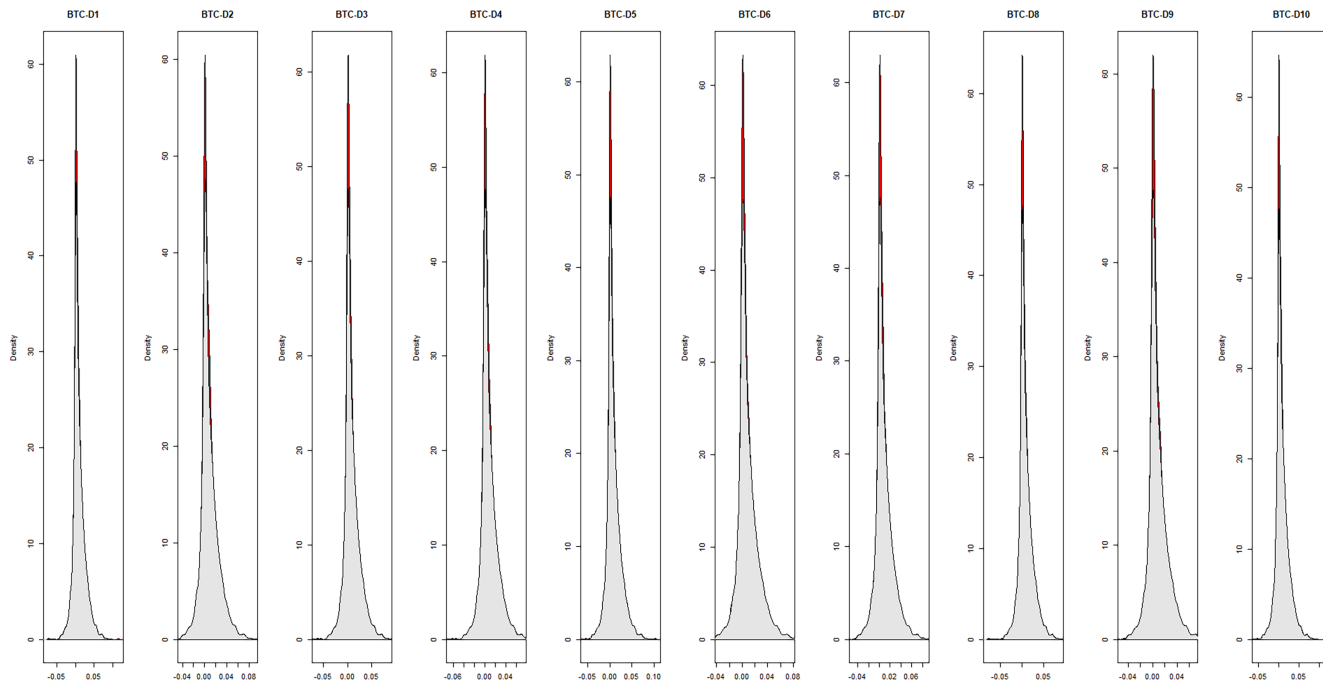 BTC-D1 BTC-D2 BTC-D3 BTC-D4 BTC-D5 BTC-D6 BTC-D7 BTC-D8 BTC-D9 BTC-D10
Density 0 10 20 30 40 50 60
-0.05 0.05
Density 0 10 20 30 40 50 60
-0.04 0.00 0.04 0.08
Density 0 10 20 30 40 50 60
-0.05 0.00 0.05
Density 0 10 20 30 40 50 60
-0.06 0.00 0.04
Density 0 10 20 30 40 50 60
-0.05 0.00 0.05 0.10
Density 0 10 20 30 40 50 60
-0.04 0.00 0.04 0.08
Density 0 10 20 30 40 50 60
-0.04 0.00 0.06
Density 0 10 20 30 40 50 60
-0.05 0.00 0.05
Density 0 10 20 30 40 50 60
-0.04 0.00 0.04
Density 0 10 20 30 40 50 60
-0.05 0.05